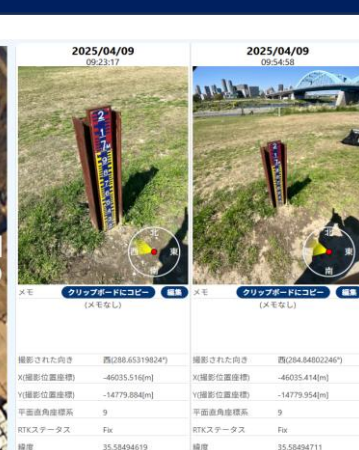 2025/04/09
09:23:17
2
1
7m
9
8
7
6
北
西
東
南
メモ クリップボードにコピー 編集
(メモなし)
撮影された向き 西(288.65319824°)
X(撮影位置座標) -46035.516[m]
Y(撮影位置座標) -14779.884[m]
平面直角座標系 9
RTKステータス Fix
緯度 35.58494619
2025/04/09
09:54:58
北
東
南
メモ クリップボードにコピー 編集
(メモなし)
撮影された向き 西(284.84802246°)
X(撮影位置座標) -46035.414[m]
Y(撮影位置座標) -14779.954[m]
平面直角座標系 9
RTKステータス Fix
緯度 35.58494711